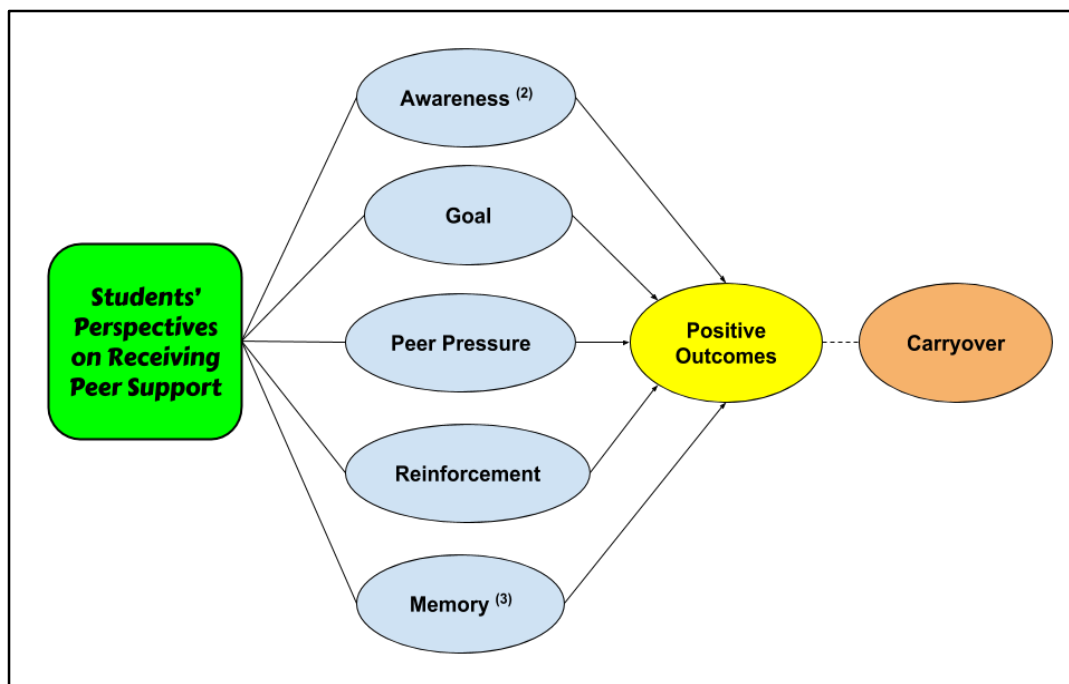 Awareness (2)
Goal
Students'
Perspectives
on Receiving
Peer Support
Peer Pressure
Positive
Outcomes
Carryover
Reinforcement
Memory (3)